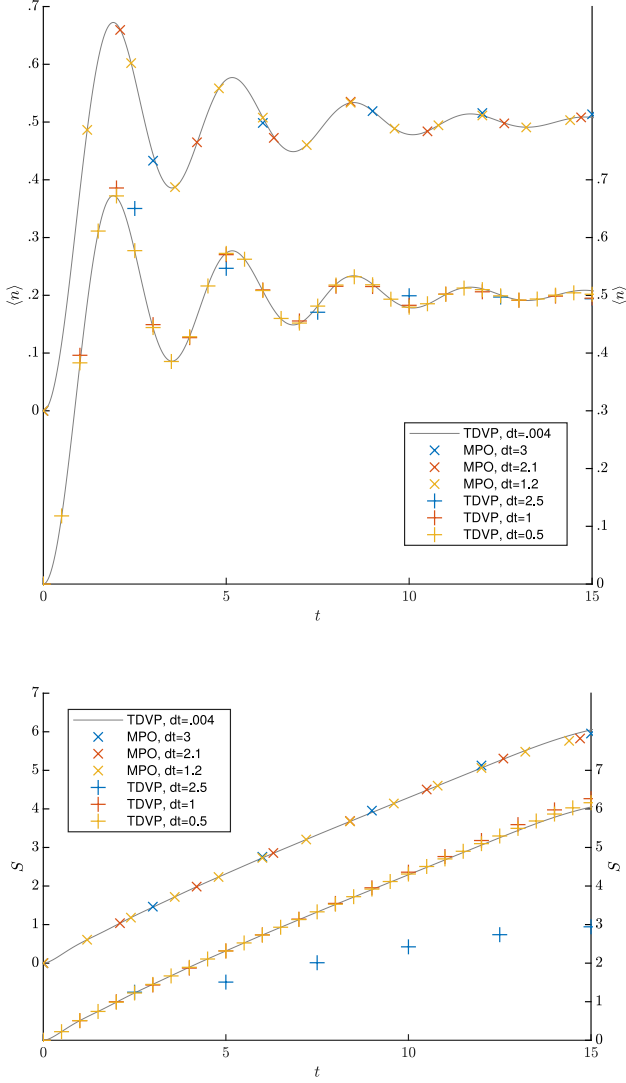 .7
.6
.5
.4
.3
.2
.1
0
⟨n⟩
.7
.6
.5
.4
.3
.2
.1
0
⟨n⟩
TDVP, dt=.004
MPO, dt=3
MPO, dt=2.1
MPO, dt=1.2
TDVP, dt=2.5
TDVP, dt=1
TDVP, dt=0.5
0 5 10 15
t
7
6
5
4
3
2
1
0
S
TDVP, dt=.004
MPO, dt=3
MPO, dt=2.1
MPO, dt=1.2
TDVP, dt=2.5
TDVP, dt=1
TDVP, dt=0.5
7
6
5
4
3
2
1
0
S
0 5 10 15
t